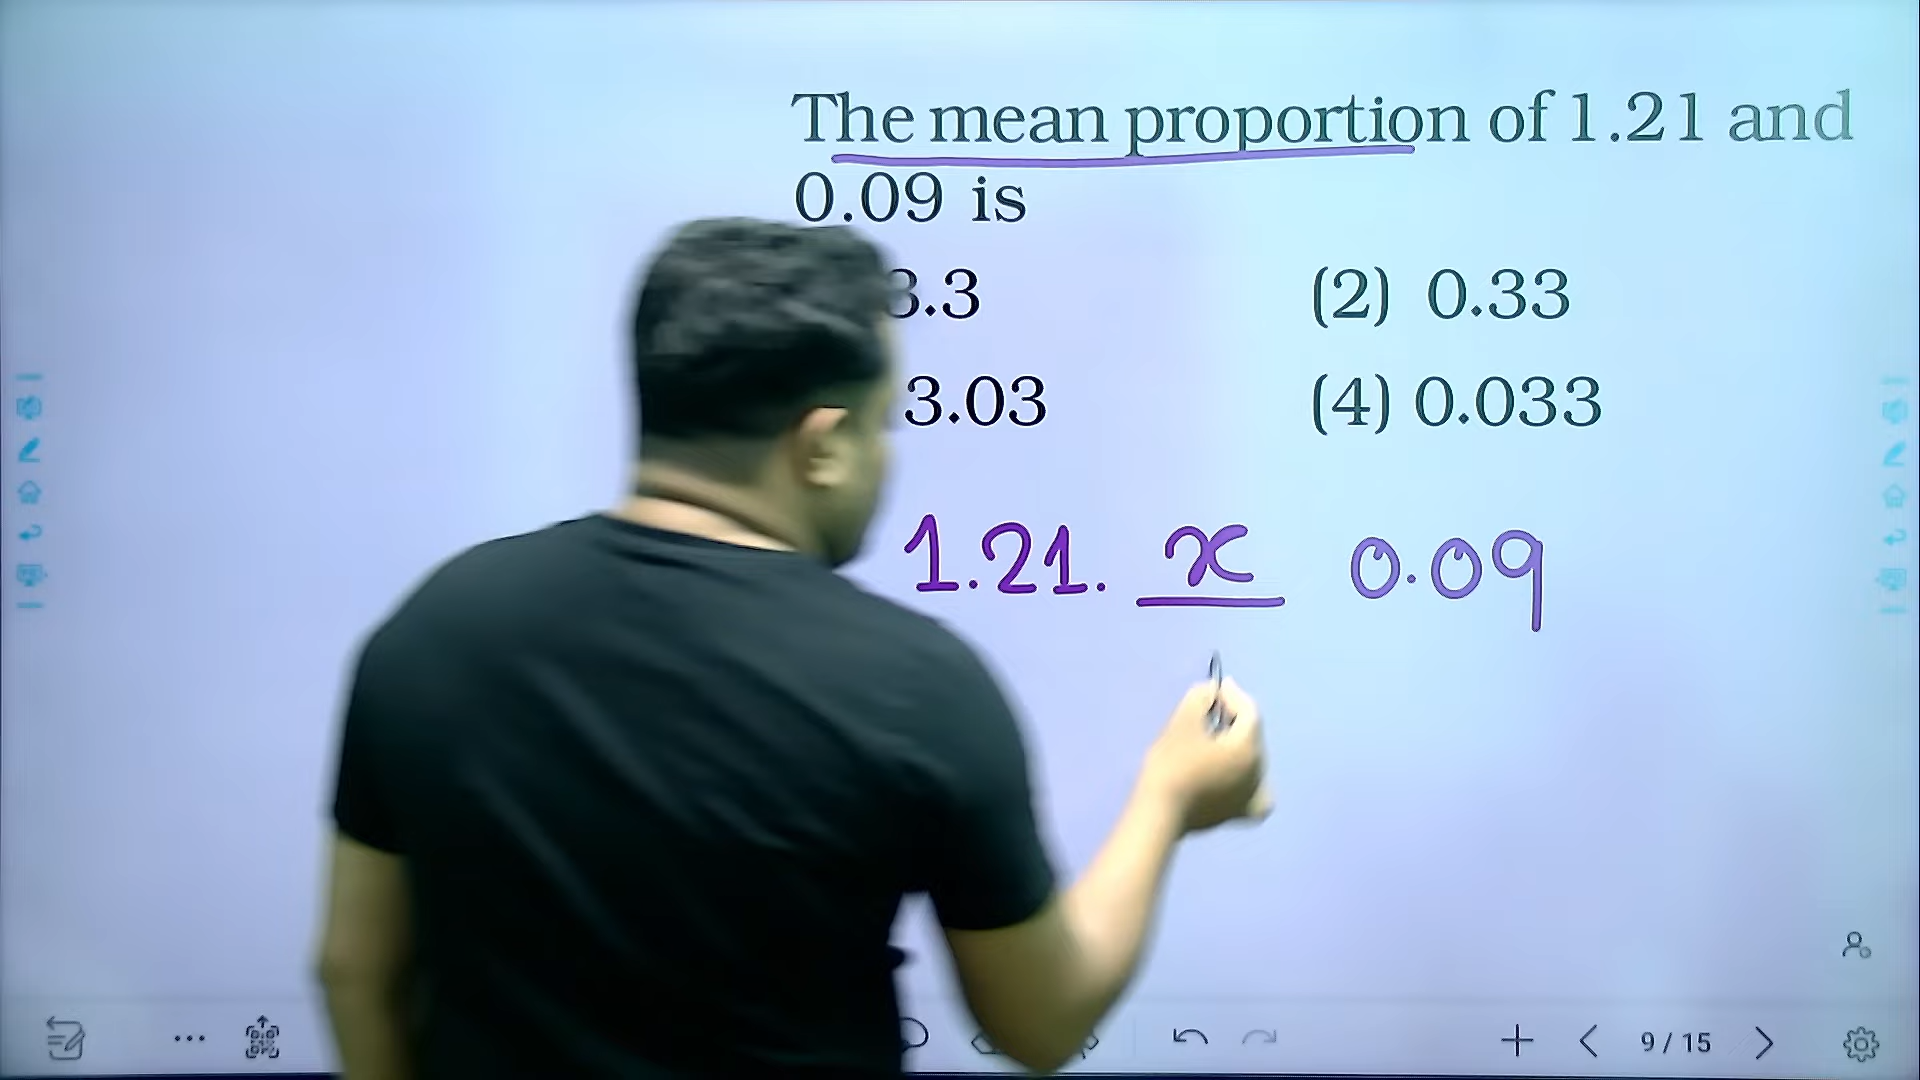 The mean proportion of 1.21 and
0.09 is
3.3 (2) 0.33
3.03 (4) 0.033
1.21. x 0.09
9 / 15